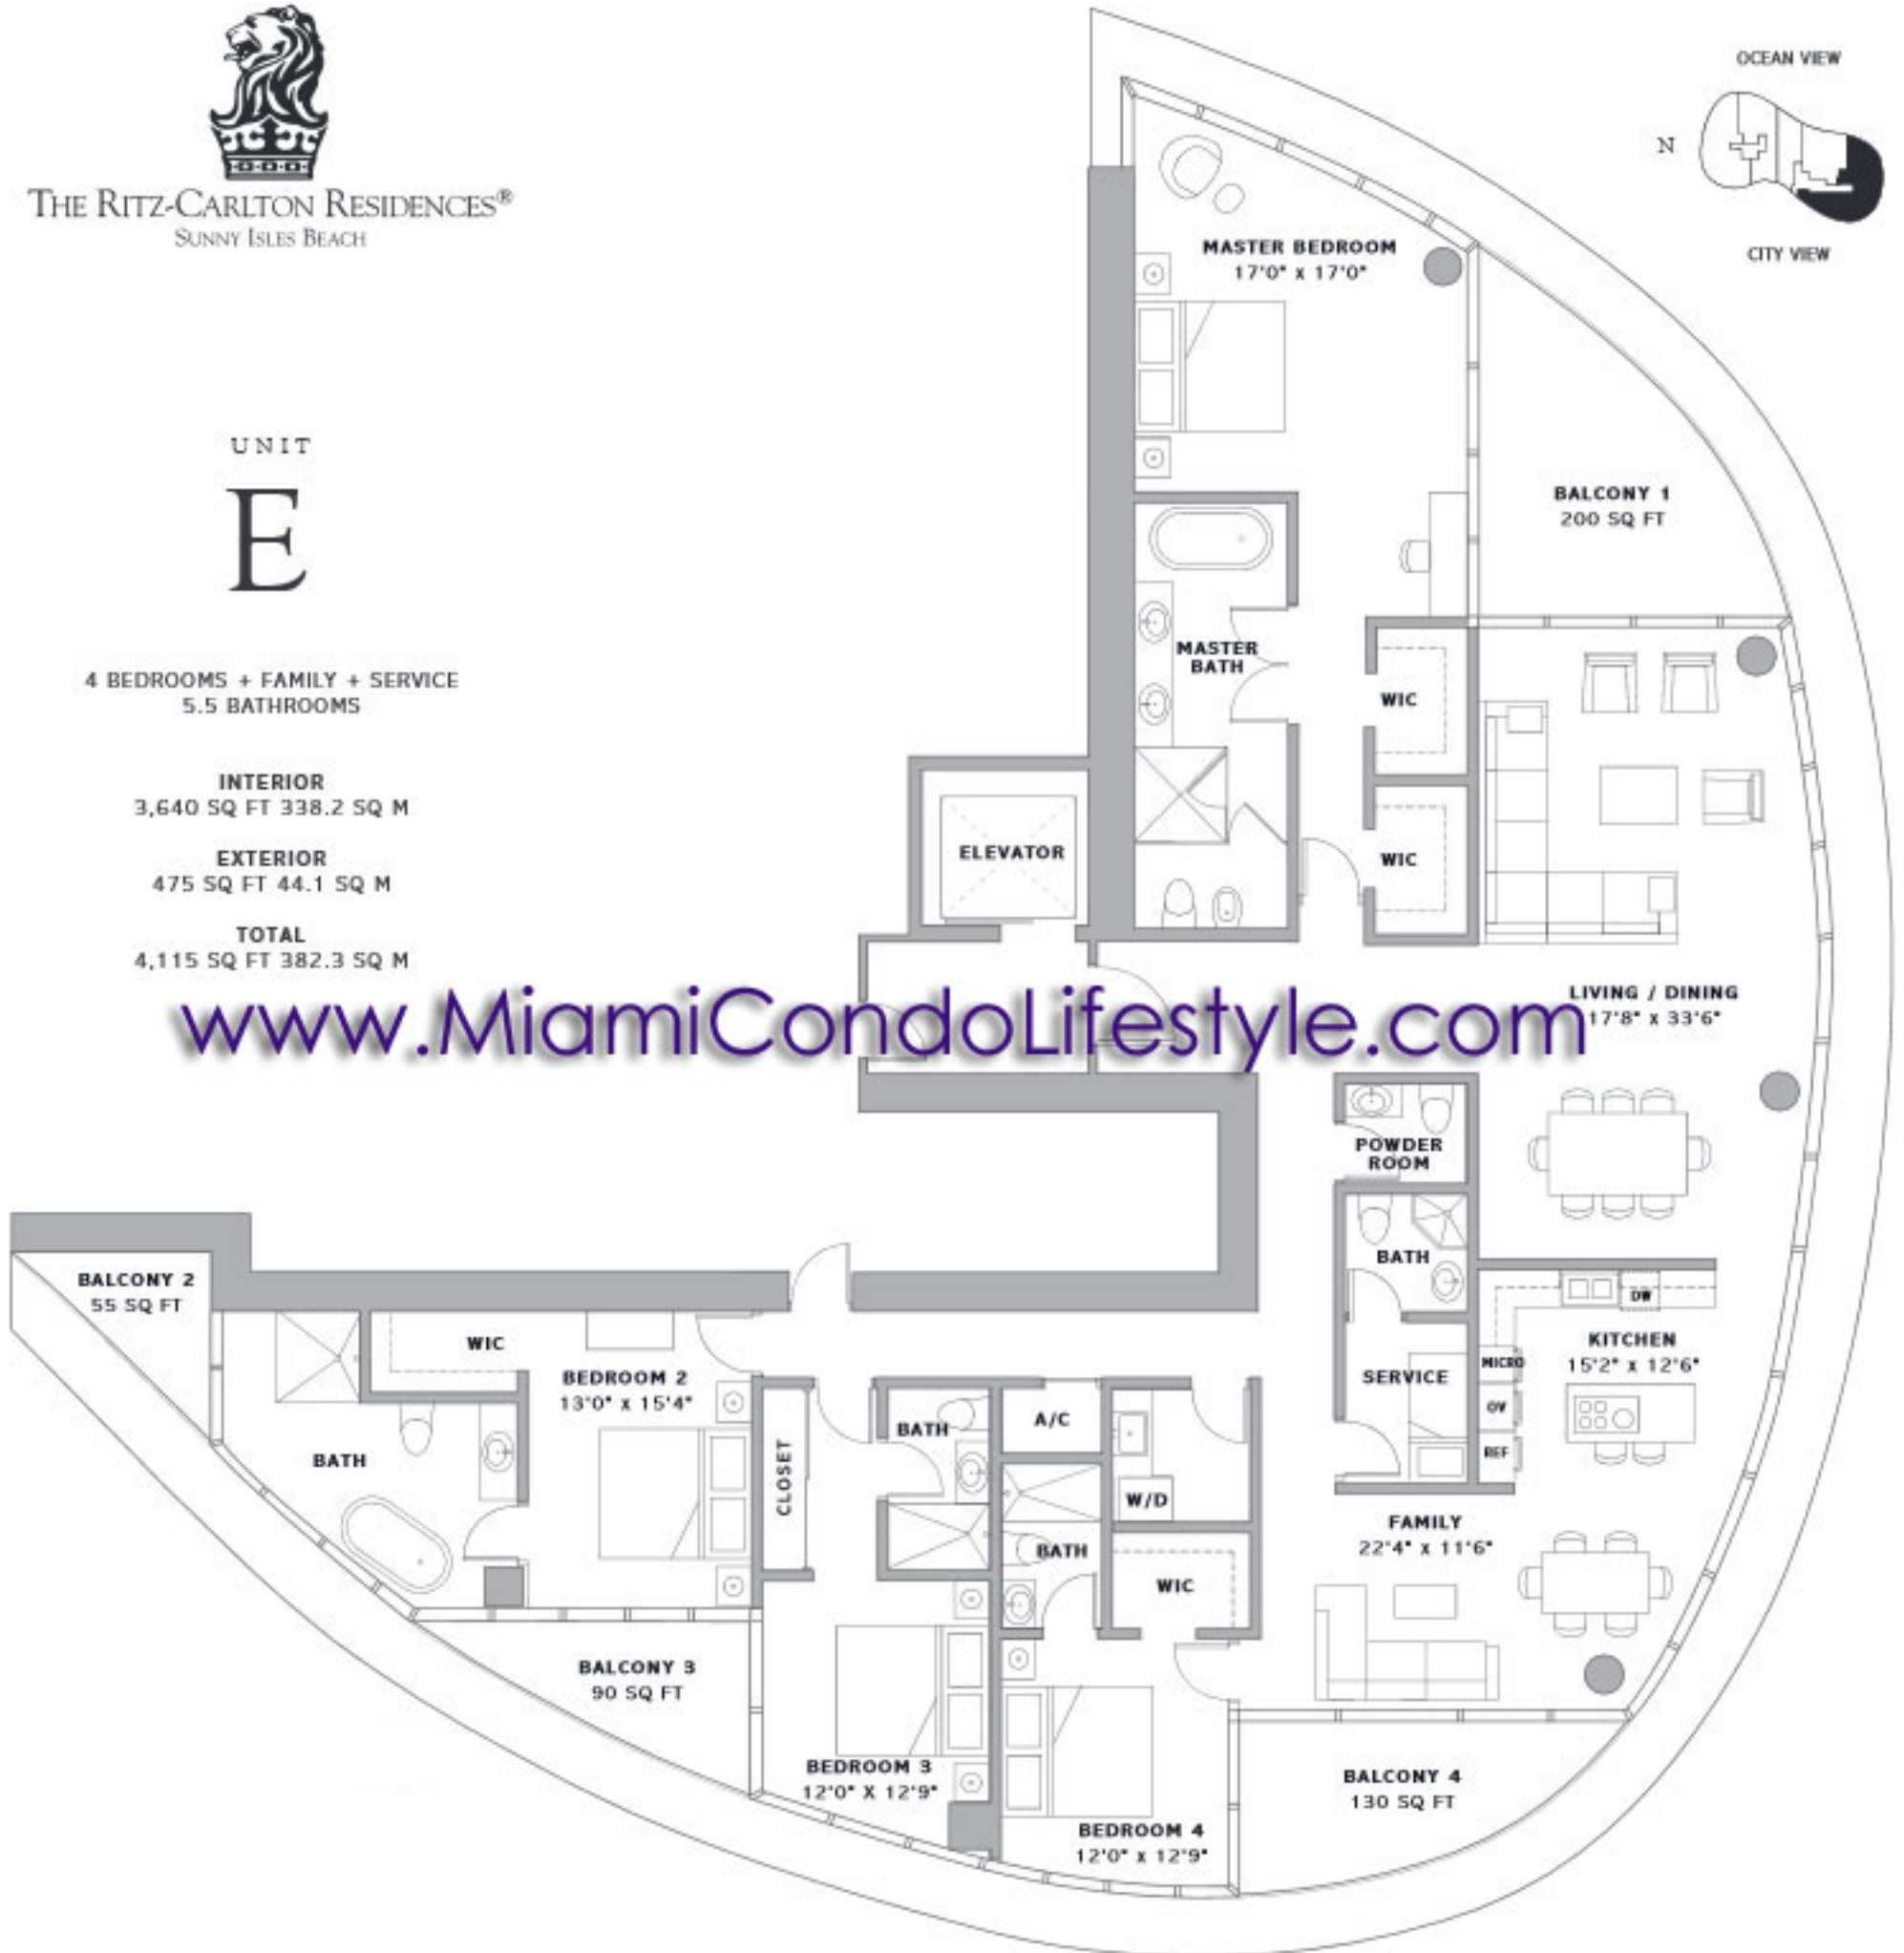 THE RITZ-CARLTON RESIDENCES®
SUNNY ISLES BEACH
OCEAN VIEW
N
CITY VIEW
UNIT
E
4 BEDROOMS + FAMILY + SERVICE
5.5 BATHROOMS
INTERIOR
3,640 SQ FT 338.2 SQ M
EXTERIOR
475 SQ FT 44.1 SQ M
TOTAL
4,115 SQ FT 382.3 SQ M
www.MiamiCondoLifestyle.com
MASTER BEDROOM
17'0" x 17'0"
BALCONY 1
200 SQ FT
MASTER
BATH
WIC
WIC
ELEVATOR
LIVING / DINING
17'8" x 33'6"
POWDER
ROOM
BATH
DW
KITCHEN
15'2" x 12'6"
MICRO
OV
REF
SERVICE
FAMILY
22'4" x 11'6"
BALCONY 2
55 SQ FT
WIC
BEDROOM 2
13'0" x 15'4"
BATH
CLOSET
BATH
A/C
W/D
BATH
WIC
BALCONY 3
90 SQ FT
BEDROOM 3
12'0" X 12'9"
BEDROOM 4
12'0" x 12'9"
BALCONY 4
130 SQ FT